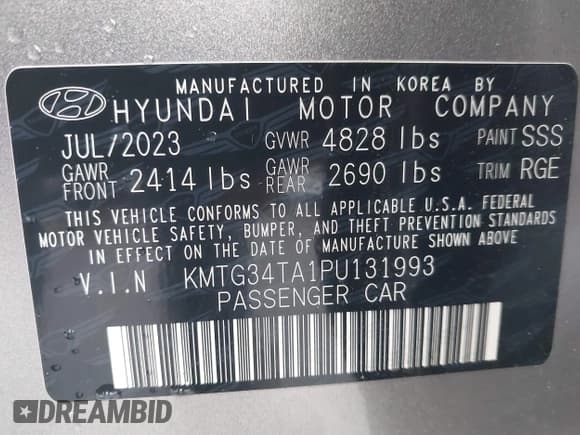 MANUFACTURED IN KOREA BY
HYUNDAI MOTOR COMPANY
JUL/2023 GVWR 4828 lbs PAINT SSS
GAWR FRONT 2414 lbs GAWR REAR 2690 lbs TRIM RGE
THIS VEHICLE CONFORMS TO ALL APPLICABLE U.S.A. FEDERAL
MOTOR VEHICLE SAFETY, BUMPER, AND THEFT PREVENTION STANDARDS
IN EFFECT ON THE DATE OF MANUFACTURE SHOWN ABOVE
V.I.N KMTG34TA1PU131993
PASSENGER CAR
DREAMBID